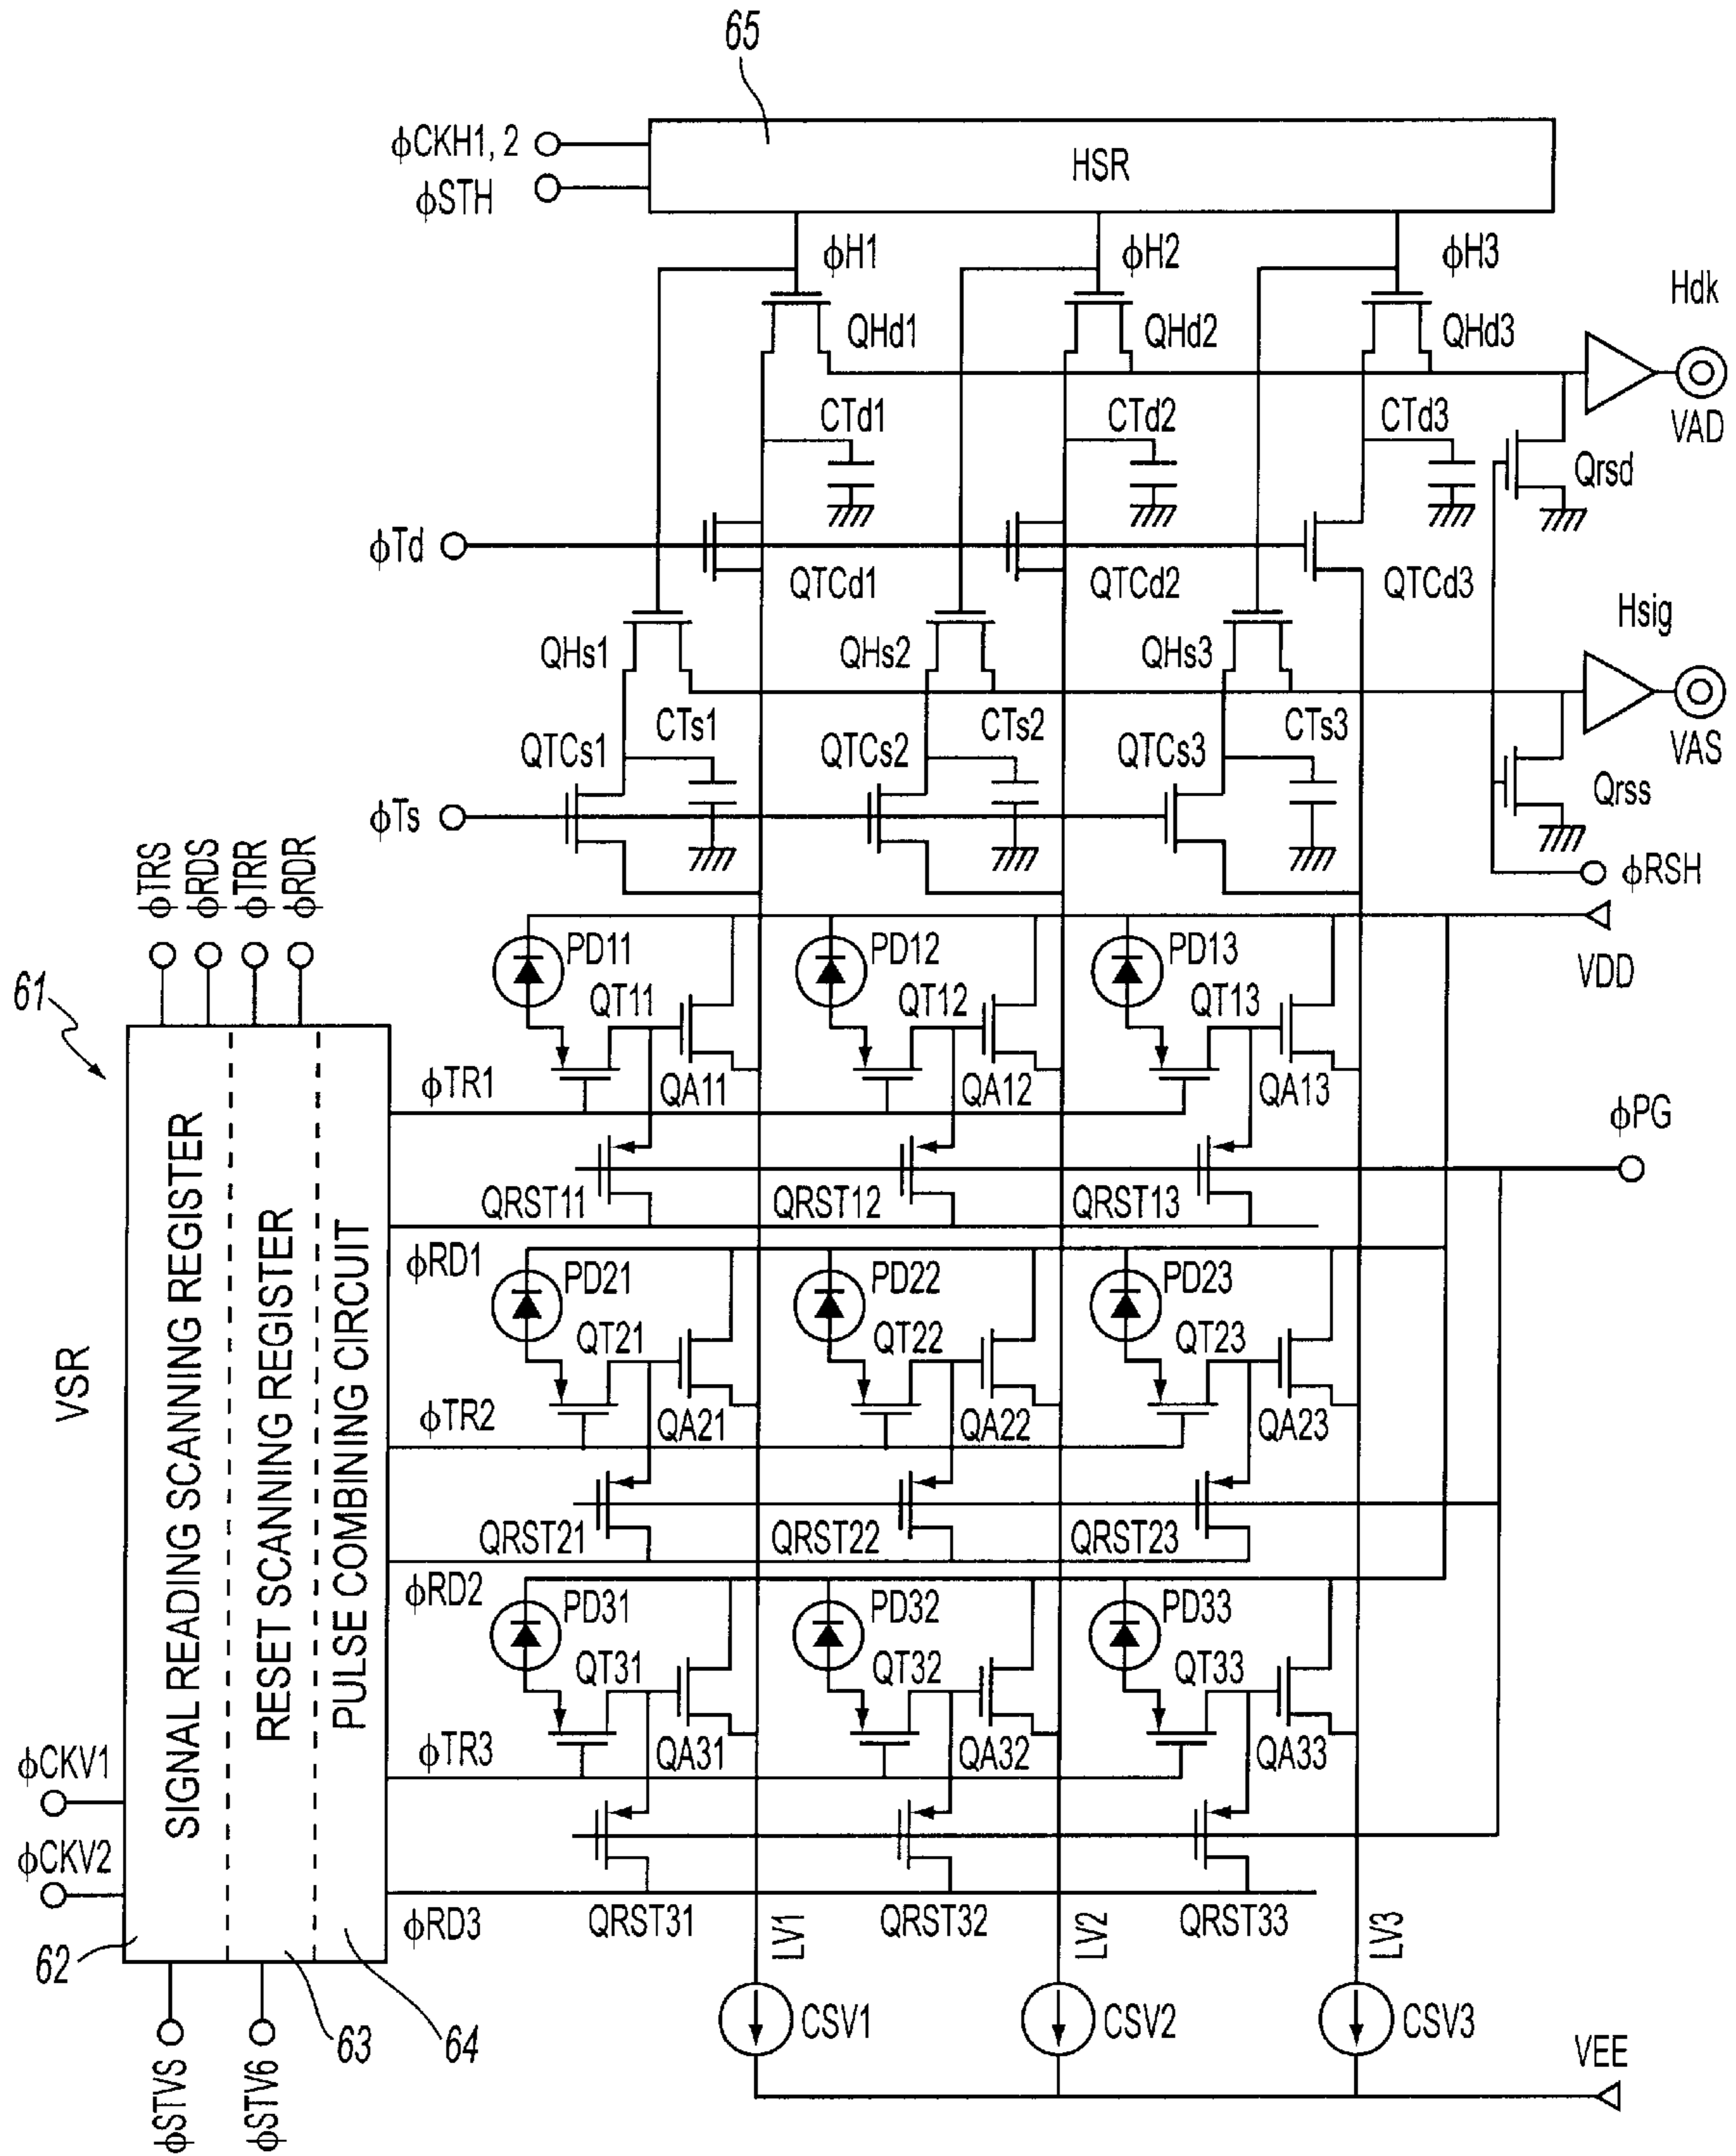 65
ϕCKH1, 2
ϕSTH
HSR
ϕH1
ϕH2
ϕH3
Hdk
QHd1
QHd2
QHd3
VAD
CTd1
CTd2
CTd3
Qrsd
ϕTd
QTCd1
QTCd2
QTCd3
Hsig
QHs1
QHs2
QHs3
VAS
QTCs1
CTs1
QTCs2
CTs2
QTCs3
CTs3
Qrss
ϕTs
ϕRSH
ϕTRS
ϕRDS
ϕTRR
ϕRDR
61
VDD
PD11
PD12
PD13
QT11
QT12
QT13
ϕTR1
QA11
QA12
QA13
ϕPG
QRST11
QRST12
QRST13
VSR
SIGNAL READING SCANNING REGISTER
RESET SCANNING REGISTER
PULSE COMBINING CIRCUIT
ϕRD1
PD21
PD22
PD23
QT21
QT22
QT23
ϕTR2
QA21
QA22
QA23
QRST21
QRST22
QRST23
ϕRD2
PD31
PD32
PD33
QT31
QT32
QT33
ϕTR3
QA31
QA32
QA33
ϕCKV1
ϕCKV2
QRST31
QRST32
QRST33
ϕRD3
LV1
LV2
LV3
62
63
64
ϕSTVS
ϕSTV6
CSV1
CSV2
CSV3
VEE